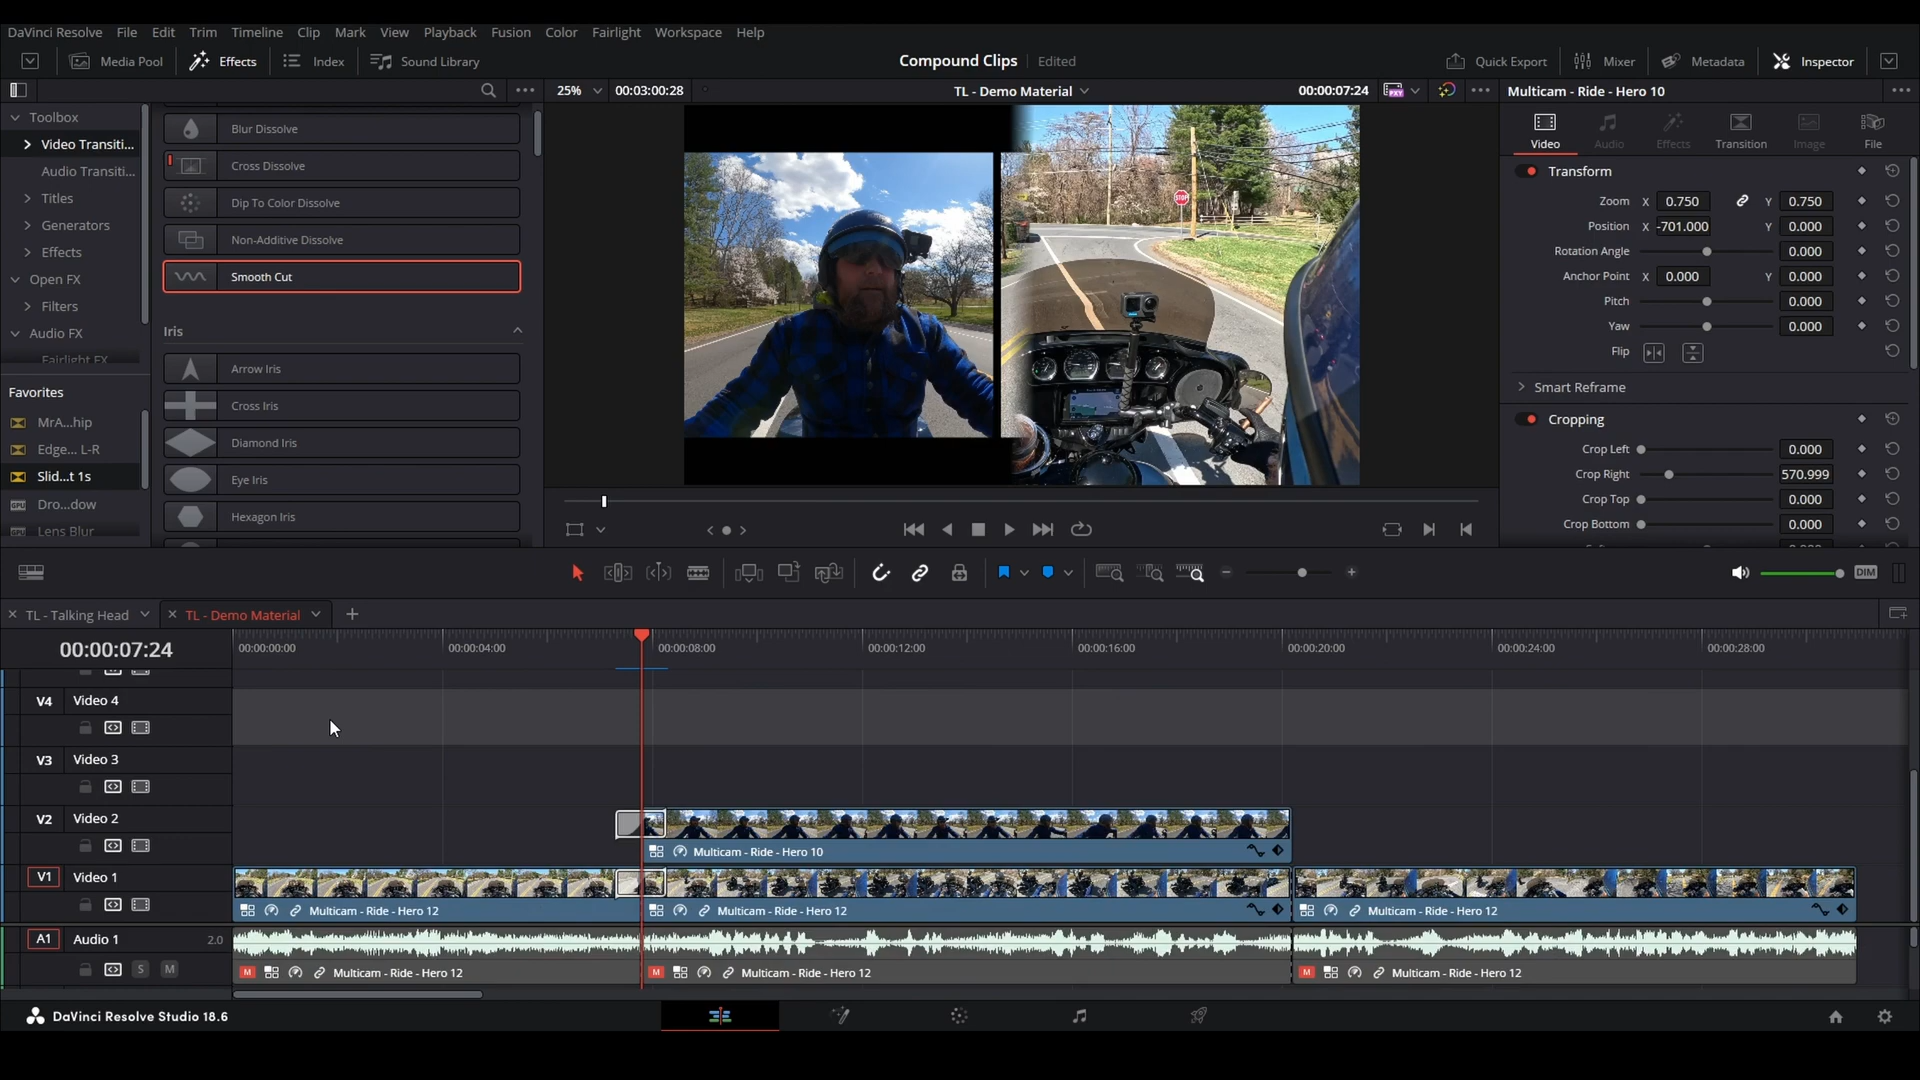 DaVinci Resolve File Edit Trim Timeline Clip Mark View Playback Fusion Color Fairlight Workspace Help
Media Pool Effects Index Sound Library Compound Clips Edited Quick Export Mixer Metadata Inspector
25% 00:03:00:28 TL - Demo Material 00:00:07:24 Multicam - Ride - Hero 10
Toolbox
Video Transiti...
Audio Transiti...
Titles
Generators
Effects
Open FX
Filters
Audio FX
Fairlight FX
Favorites
MrA...hip
Edge... L-R
Slid...t 1s
Dro...dow
Lens Blur
Blur Dissolve
Cross Dissolve
Dip To Color Dissolve
Non-Additive Dissolve
Smooth Cut
Iris
Arrow Iris
Cross Iris
Diamond Iris
Eye Iris
Hexagon Iris
STOP
Video Audio Effects Transition Image File
Transform
Zoom X 0.750 Y 0.750
Position X -701.000 Y 0.000
Rotation Angle 0.000
Anchor Point X 0.000 Y 0.000
Pitch 0.000
Yaw 0.000
Flip
Smart Reframe
Cropping
Crop Left 0.000
Crop Right 570.999
Crop Top 0.000
Crop Bottom 0.000
DIM
TL - Talking Head TL - Demo Material
00:00:07:24 00:00:00:00 00:00:04:00 00:00:08:00 00:00:12:00 00:00:16:00 00:00:20:00 00:00:24:00 00:00:28:00
V4 Video 4
V3 Video 3
V2 Video 2
Multicam - Ride - Hero 10
V1 Video 1
Multicam - Ride - Hero 12 Multicam - Ride - Hero 12 Multicam - Ride - Hero 12
A1 Audio 1 2.0
S M
M Multicam - Ride - Hero 12 M Multicam - Ride - Hero 12 M Multicam - Ride - Hero 12
DaVinci Resolve Studio 18.6